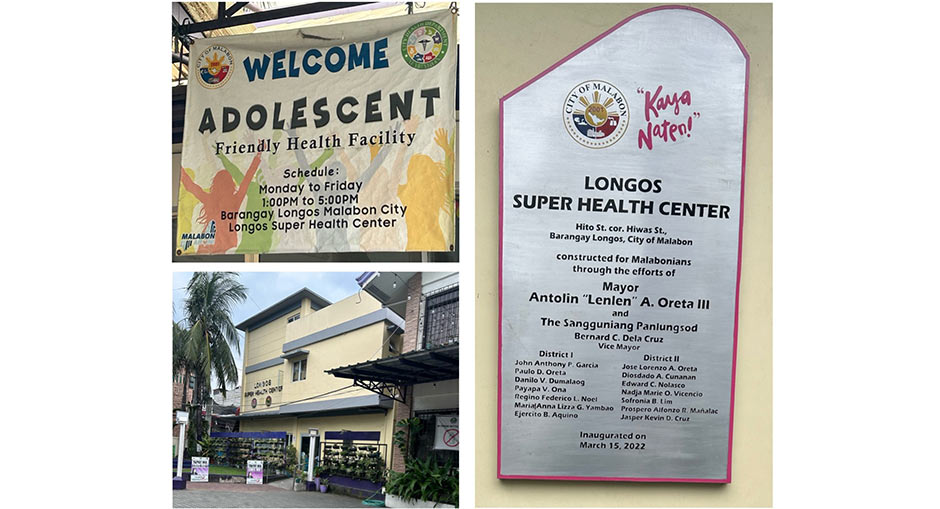 CITY OF MALABON
WELCOME
ADOLESCENT
Friendly Health Facility
Schedule:
Monday to Friday
1:00PM to 5:00PM
Barangay Longos Malabon City
Longos Super Health Center
MALABON
LONGOS
SUPER HEALTH CENTER
CITY OF MALABON
2001
"Kaya
Naten!"
LONGOS
SUPER HEALTH CENTER
Hito St. cor. Hiwas St.,
Barangay Longos, City of Malabon
constructed for Malabonians
through the efforts of
Mayor
Antolin "Lenlen" A. Oreta III
and
The Sangguniang Panlungsod
Bernard C. Dela Cruz
Vice Mayor
District I
John Anthony P. Garcia
Paulo D. Oreta
Danilo V. Dumalaog
Payapa V. Ona
Regino Federico L. Noel
Maria Anna Lizza G. Yambao
Ejercito B. Aquino
District II
Jose Lorenzo A. Oreta
Diosdado A. Cunanan
Edward C. Nolasco
Nadja Marie O. Vicencio
Sofronia B. Lim
Prospero Alfonzo R. Mañalac
Jasper Kevin D. Cruz
Inaugurated on
March 15, 2022